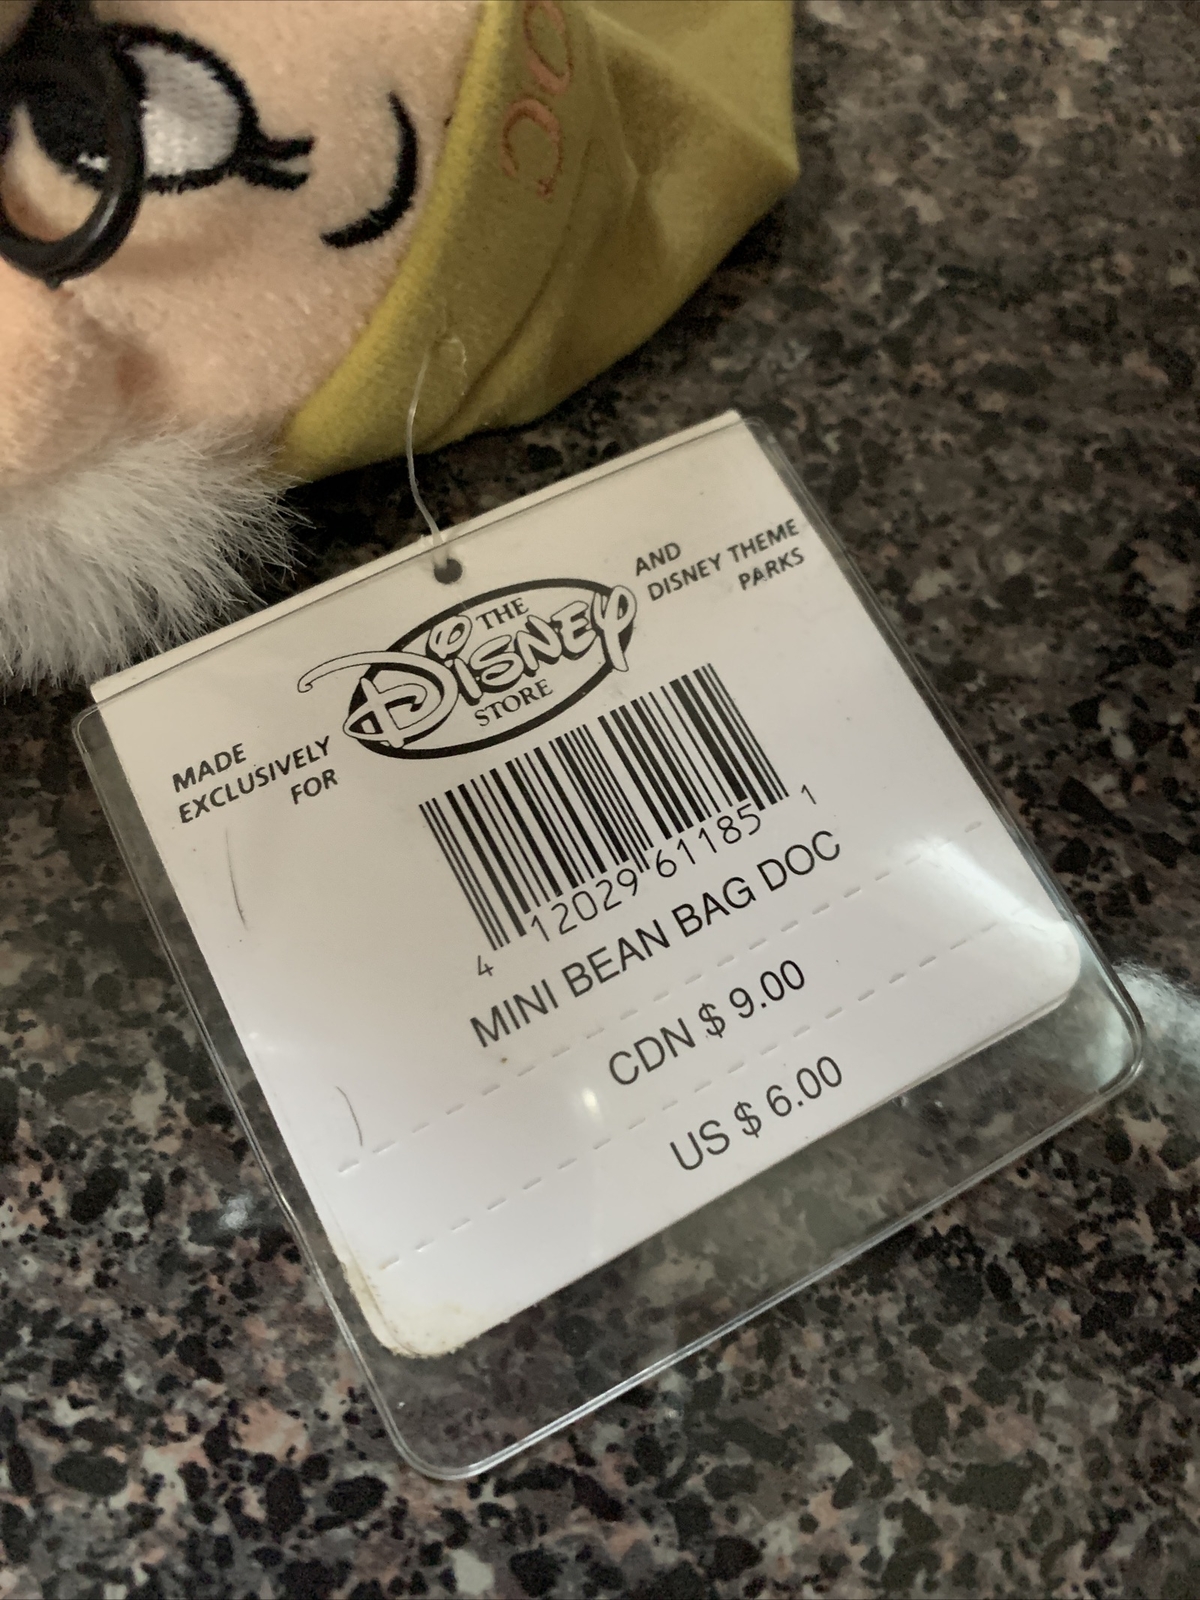 DOC
MADE
EXCLUSIVELY
FOR
THE
DISNEY
STORE
AND
DISNEY THEME
PARKS
4 12029 61185 1
MINI BEAN BAG DOC
CDN $ 9.00
US $ 6.00